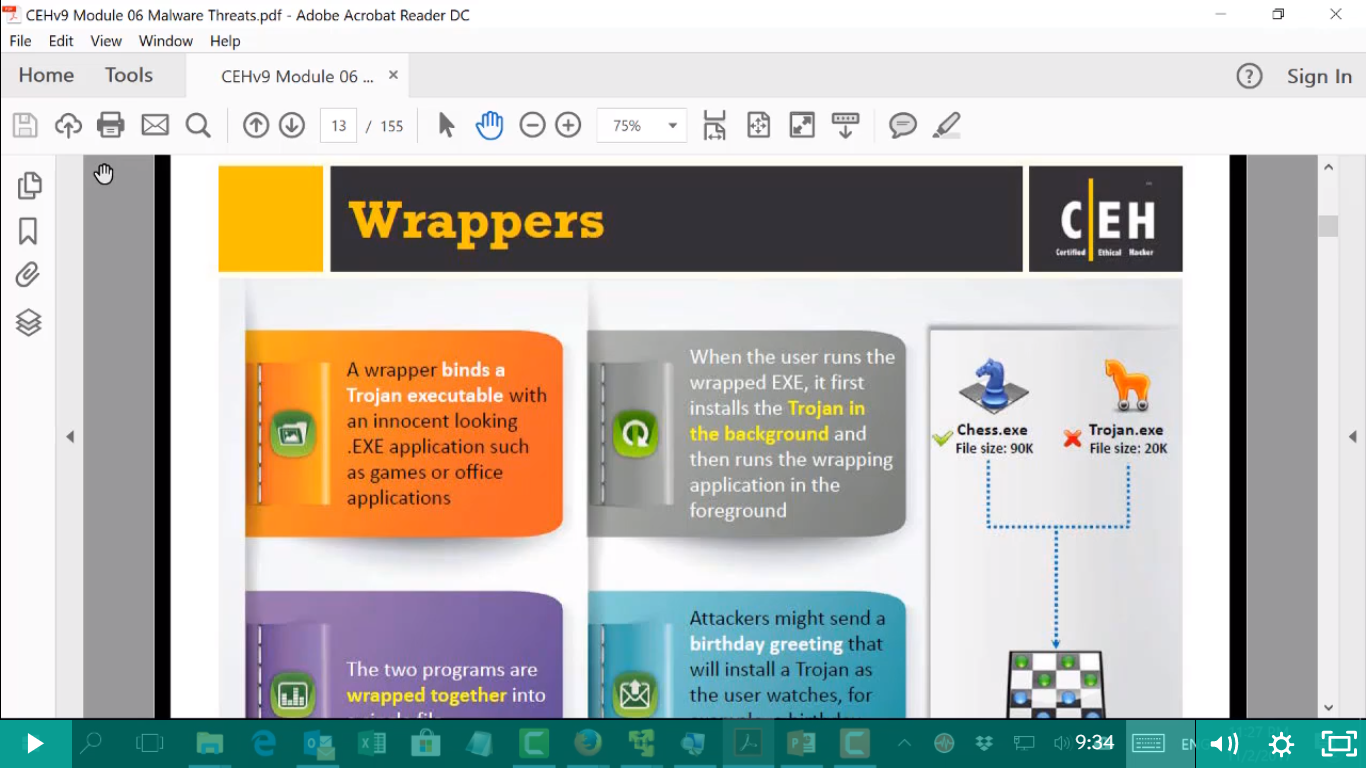 CEHv9 Module 06 Malware Threats.pdf - Adobe Acrobat Reader DC
File Edit View Window Help
Home Tools CEHv9 Module 06 ... × Sign In
13 / 155 75%
Wrappers
C|EH
Certified Ethical Hacker
A wrapper binds a
Trojan executable with
an innocent looking
.EXE application such
as games or office
applications
When the user runs the
wrapped EXE, it first
installs the Trojan in
the background and
then runs the wrapping
application in the
foreground
Chess.exe
File size: 90K
Trojan.exe
File size: 20K
The two programs are
wrapped together into
Attackers might send a
birthday greeting that
will install a Trojan as
the user watches, for
9:34